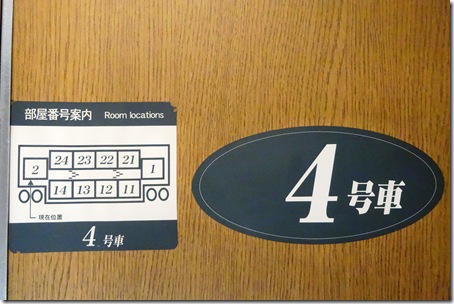 部屋番号案内 Room locations
24 23 22 21
2 1
14 13 12 11
現在位置
4号車
4号車